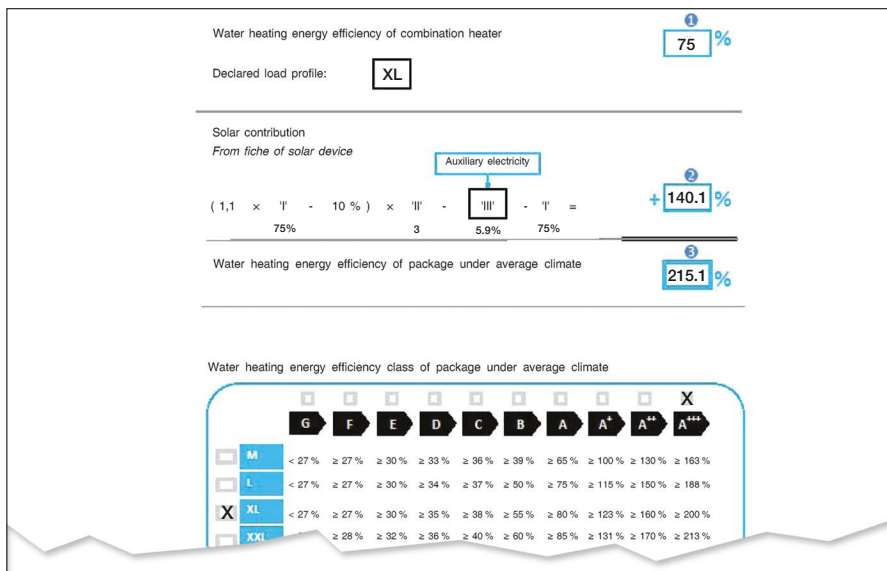 Water heating energy efficiency of combination heater
1
75 %
Declared load profile: XL
Solar contribution
From fiche of solar device
Auxiliary electricity
2
( 1,1 × 'I' - 10 % ) × 'II' - 'III' - 'I' = + 140.1 %
75% 3 5.9% 75%
3
Water heating energy efficiency of package under average climate 215.1 %
Water heating energy efficiency class of package under average climate
X
G F E D C B A A+ A++ A+++
M < 27 % ≥ 27 % ≥ 30 % ≥ 33 % ≥ 36 % ≥ 39 % ≥ 65 % ≥ 100 % ≥ 130 % ≥ 163 %
L < 27 % ≥ 27 % ≥ 30 % ≥ 34 % ≥ 37 % ≥ 50 % ≥ 75 % ≥ 115 % ≥ 150 % ≥ 188 %
X XL < 27 % ≥ 27 % ≥ 30 % ≥ 35 % ≥ 38 % ≥ 55 % ≥ 80 % ≥ 123 % ≥ 160 % ≥ 200 %
XXL ≥ 28 % ≥ 32 % ≥ 36 % ≥ 40 % ≥ 60 % ≥ 85 % ≥ 131 % ≥ 170 % ≥ 213 %